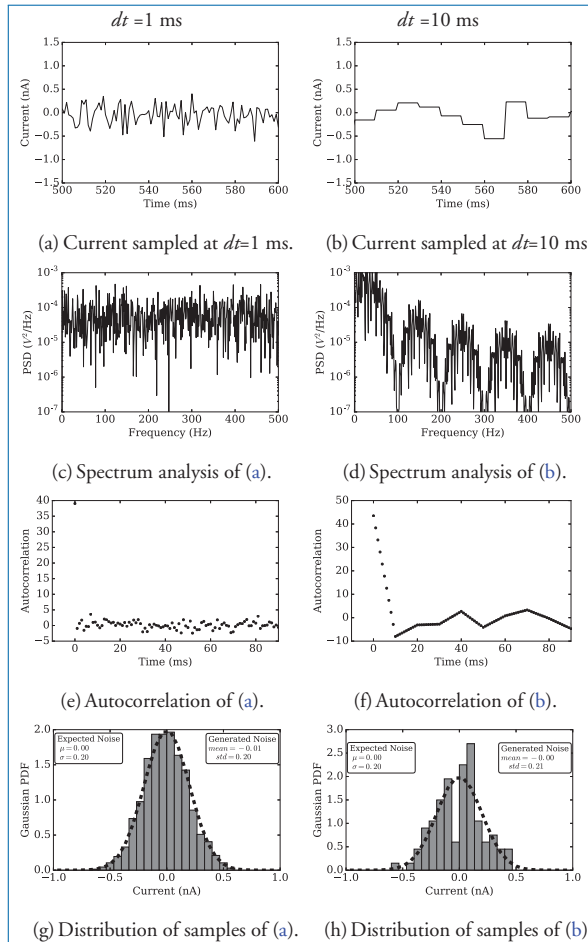 dt =1 ms
dt =10 ms
1.5
1.0
0.5
0.0
−0.5
−1.0
−1.5
Current (nA)
500 520 540 560 580 600
Time (ms)
1.5
1.0
0.5
0.0
−0.5
−1.0
−1.5
Current (nA)
500 520 540 560 580 600
Time (ms)
(a) Current sampled at dt=1 ms.
(b) Current sampled at dt=10 ms
10⁻³
10⁻⁴
10⁻⁵
10⁻⁶
10⁻⁷
PSD (V²/Hz)
0 100 200 300 400 500
Frequency (Hz)
10⁻³
10⁻⁴
10⁻⁵
10⁻⁶
10⁻⁷
PSD (V²/Hz)
0 100 200 300 400 500
Frequency (Hz)
(c) Spectrum analysis of (a).
(d) Spectrum analysis of (b).
40
35
30
25
20
15
10
5
0
−5
Autocorrelation
0 20 40 60 80
Time (ms)
50
40
30
20
10
0
−10
Autocorrelation
0 20 40 60 80
Time (ms)
(e) Autocorrelation of (a).
(f) Autocorrelation of (b).
2.0
1.5
1.0
0.5
0.0
Gaussian PDF
Expected Noise
μ = 0.00
σ = 0.20
Generated Noise
mean = −0.01
std = 0.20
−1.0 −0.5 0.0 0.5 1.0
Current (nA)
3.0
2.5
2.0
1.5
1.0
0.5
0.0
Gaussian PDF
Expected Noise
μ = 0.00
σ = 0.20
Generated Noise
mean = −0.00
std = 0.21
−1.0 −0.5 0.0 0.5 1.0
Current (nA)
(g) Distribution of samples of (a).
(h) Distribution of samples of (b)